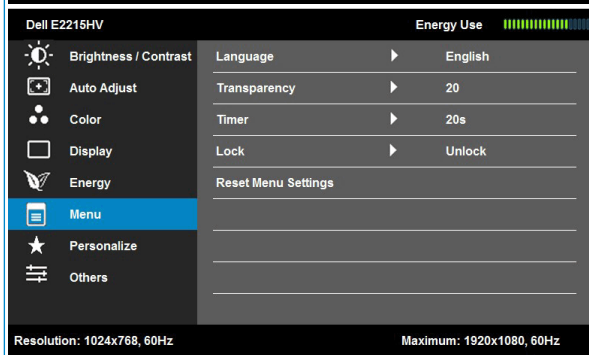 Dell E2215HV Energy Use
Brightness / Contrast Language English
Auto Adjust Transparency 20
Color Timer 20s
Display Lock Unlock
Energy Reset Menu Settings
Menu
Personalize
Others
Resolution: 1024x768, 60Hz Maximum: 1920x1080, 60Hz